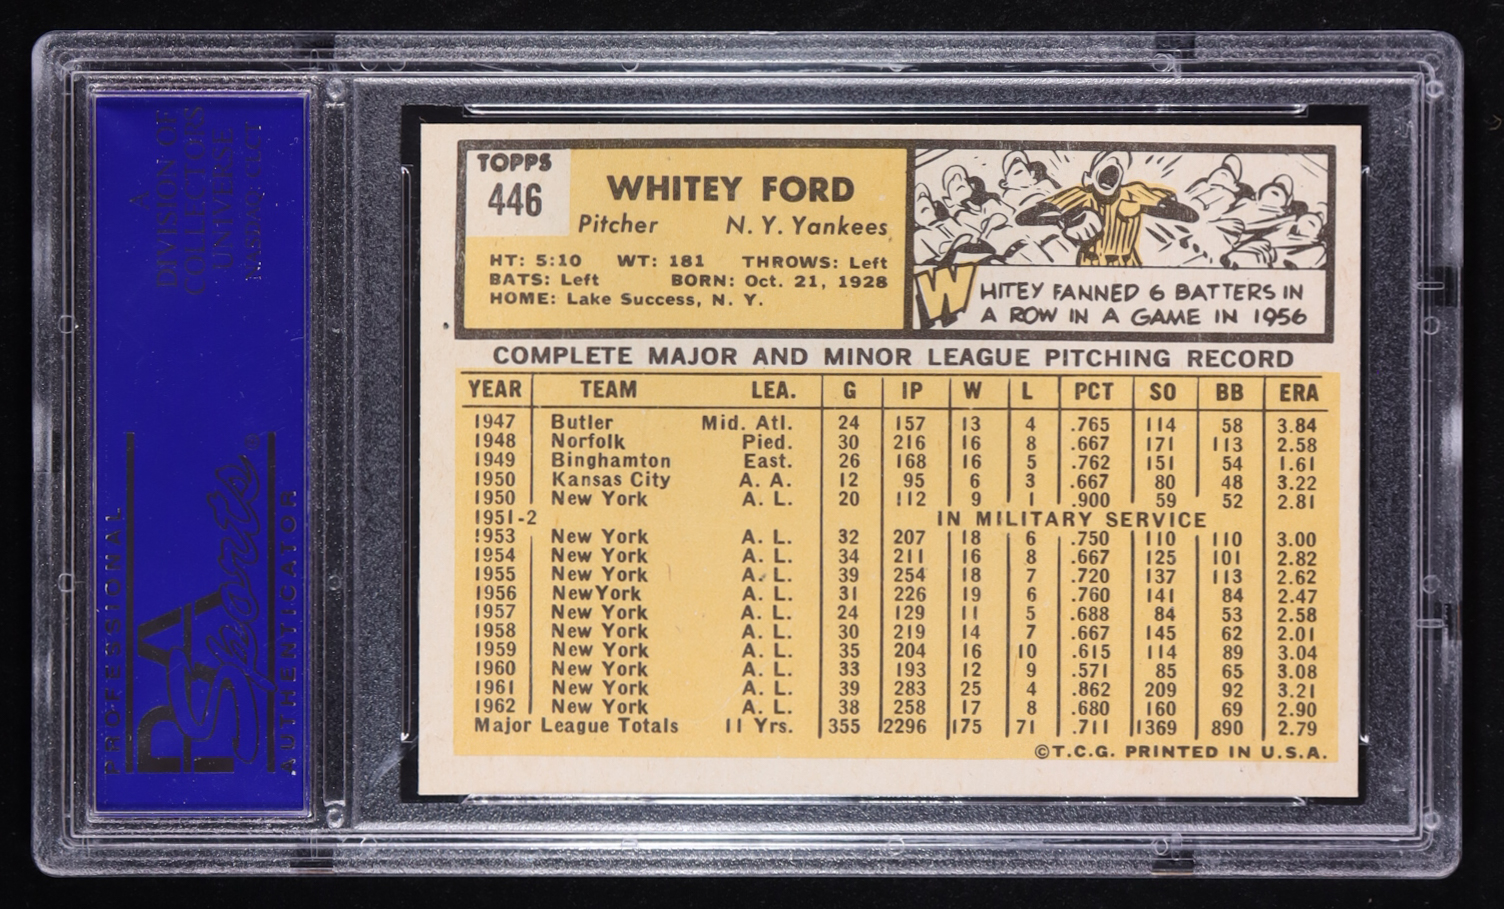 A
DIVISION OF
COLLECTORS
UNIVERSE
NASDAQ: CLCT
PROFESSIONAL
PSA
Sports
AUTHENTICATOR
TOPPS
446
WHITEY FORD
Pitcher N. Y. Yankees
HT: 5:10 WT: 181 THROWS: Left
BATS: Left BORN: Oct. 21, 1928
HOME: Lake Success, N. Y.
WHITEY FANNED 6 BATTERS IN
A ROW IN A GAME IN 1956
COMPLETE MAJOR AND MINOR LEAGUE PITCHING RECORD
YEAR TEAM LEA. G IP W L PCT SO BB ERA
1947 Butler Mid. Atl. 24 157 13 4 .765 114 58 3.84
1948 Norfolk Pied. 30 216 16 8 .667 171 113 2.58
1949 Binghamton East. 26 168 16 5 .762 151 54 1.61
1950 Kansas City A. A. 12 95 6 3 .667 80 48 3.22
1950 New York A. L. 20 112 9 1 .900 59 52 2.81
1951-2 IN MILITARY SERVICE
1953 New York A. L. 32 207 18 6 .750 110 110 3.00
1954 New York A. L. 34 211 16 8 .667 125 101 2.82
1955 New York A. L. 39 254 18 7 .720 137 113 2.62
1956 NewYork A. L. 31 226 19 6 .760 141 84 2.47
1957 New York A. L. 24 129 11 5 .688 84 53 2.58
1958 New York A. L. 30 219 14 7 .667 145 62 2.01
1959 New York A. L. 35 204 16 10 .615 114 89 3.04
1960 New York A. L. 33 193 12 9 .571 85 65 3.08
1961 New York A. L. 39 283 25 4 .862 209 92 3.21
1962 New York A. L. 38 258 17 8 .680 160 69 2.90
Major League Totals 11 Yrs. 355 2296 175 71 .711 1369 890 2.79
©T.C.G. PRINTED IN U.S.A.